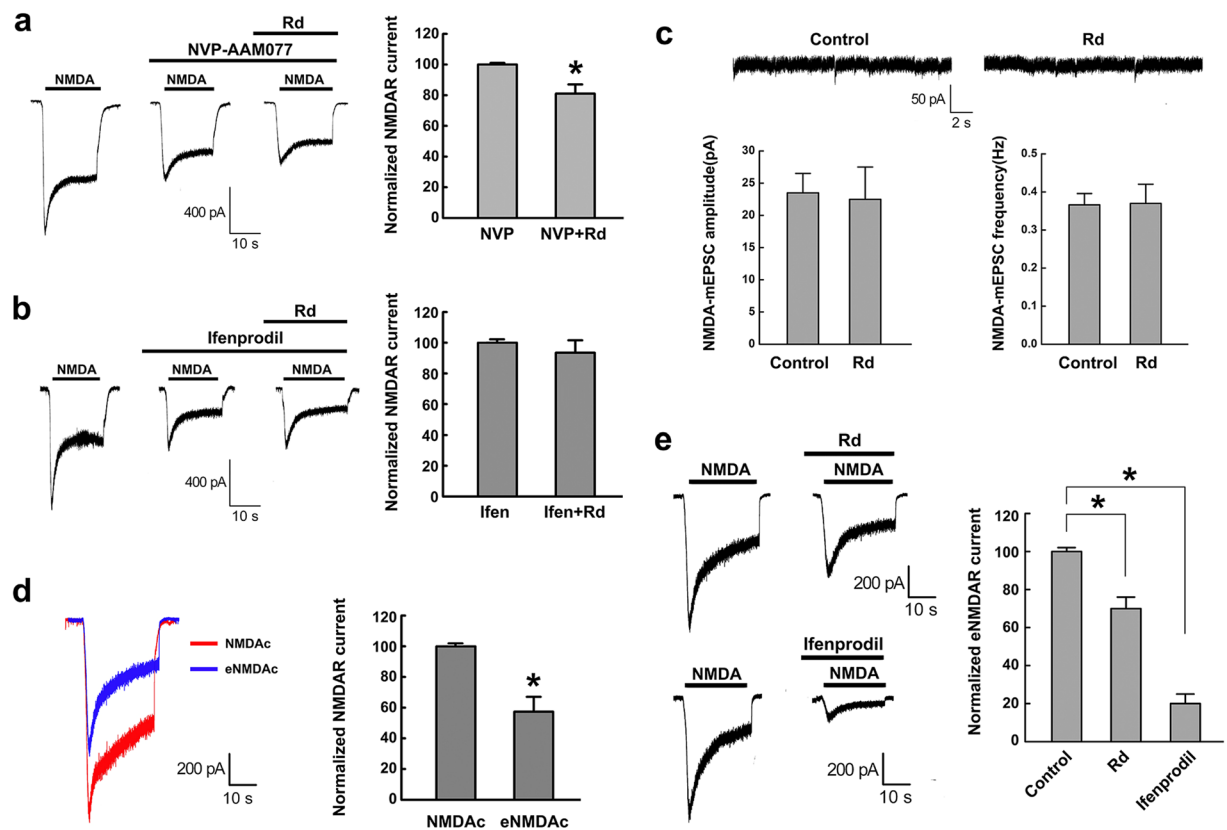 a
Rd
NVP-AAM077
NMDA
NMDA
NMDA
400 pA
10 s
Normalized NMDAR current
120
100
80
60
40
20
0
*
NVP
NVP+Rd
b
Rd
Ifenprodil
NMDA
NMDA
NMDA
400 pA
10 s
Normalized NMDAR current
120
100
80
60
40
20
0
Ifen
Ifen+Rd
c
Control
Rd
50 pA
2 s
NMDA-mEPSC amplitude(pA)
30
25
20
15
10
5
0
Control
Rd
NMDA-mEPSC frequency(Hz)
0.5
0.4
0.3
0.2
0.1
0.0
Control
Rd
d
NMDAc
eNMDAc
200 pA
10 s
Normalized NMDAR current
120
100
80
60
40
20
0
*
NMDAc
eNMDAc
e
Rd
NMDA
NMDA
200 pA
10 s
Ifenprodil
NMDA
NMDA
200 pA
10 s
Normalized eNMDAR current
120
100
80
60
40
20
0
*
*
Control
Rd
Ifenprodil